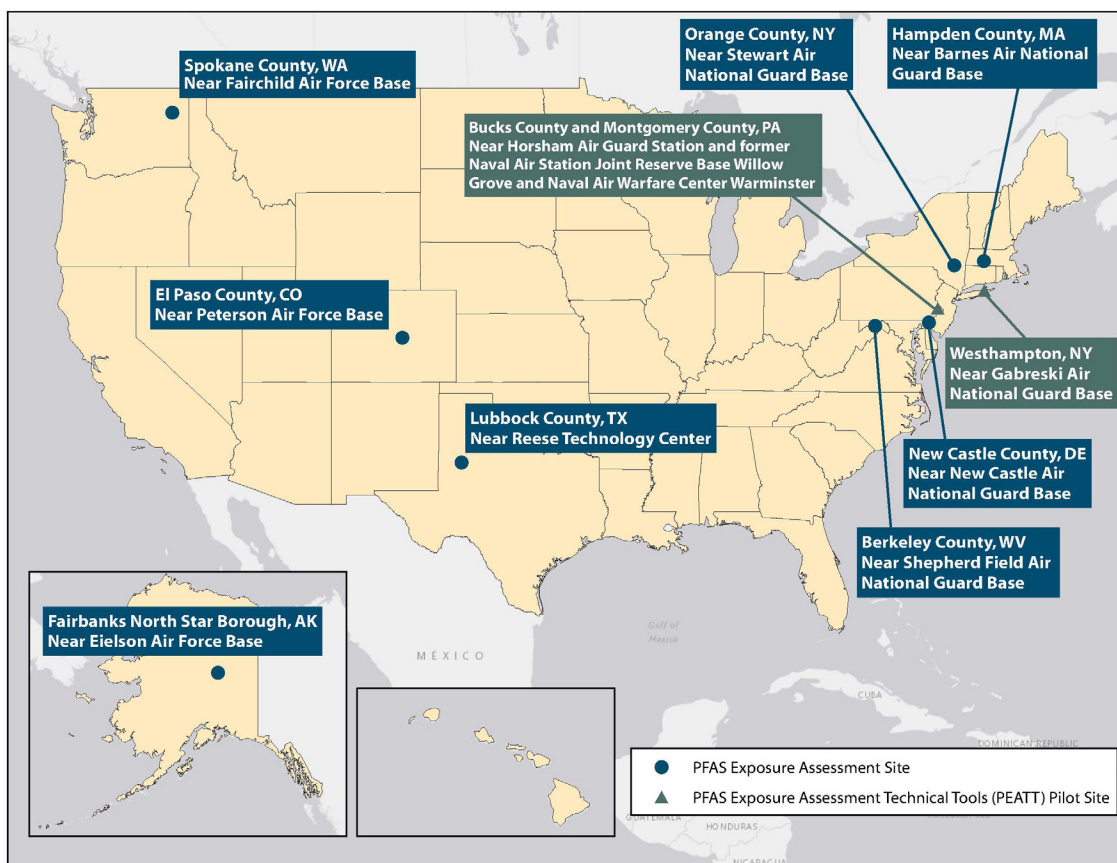 Spokane County, WA
Near Fairchild Air Force Base
Orange County, NY
Near Stewart Air
National Guard Base
Hampden County, MA
Near Barnes Air National
Guard Base
Bucks County and Montgomery County, PA
Near Horsham Air Guard Station and former
Naval Air Station Joint Reserve Base Willow
Grove and Naval Air Warfare Center Warminster
El Paso County, CO
Near Peterson Air Force Base
Westhampton, NY
Near Gabreski Air
National Guard Base
Lubbock County, TX
Near Reese Technology Center
New Castle County, DE
Near New Castle Air
National Guard Base
Berkeley County, WV
Near Shepherd Field Air
National Guard Base
Fairbanks North Star Borough, AK
Near Eielson Air Force Base
Gulf of
Mexico
MÉXICO
CUBA
DOMINICAN REPUBLIC
PFAS Exposure Assessment Site
PFAS Exposure Assessment Technical Tools (PEATT) Pilot Site
GUATEMALA
HONDURAS
NICARAGUA